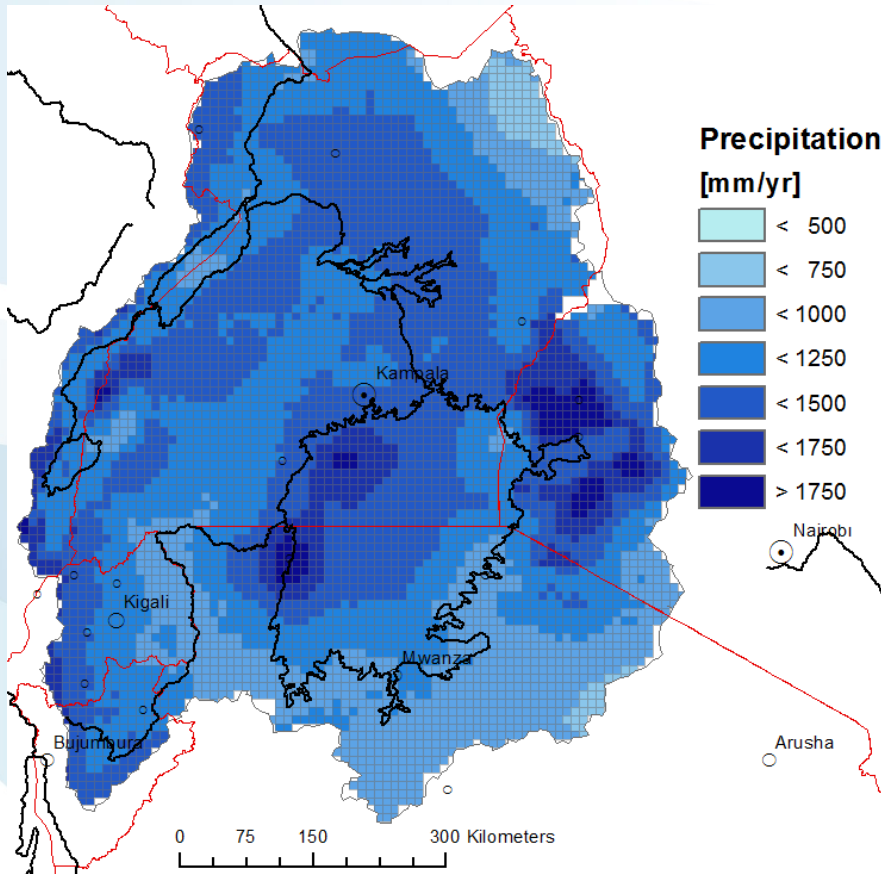 Precipitation
[mm/yr]
< 500
< 750
< 1000
< 1250
< 1500
< 1750
> 1750
Kampala
Nairobi
Kigali
Mwanza
Bujumbura
Arusha
0 75 150 300 Kilometers